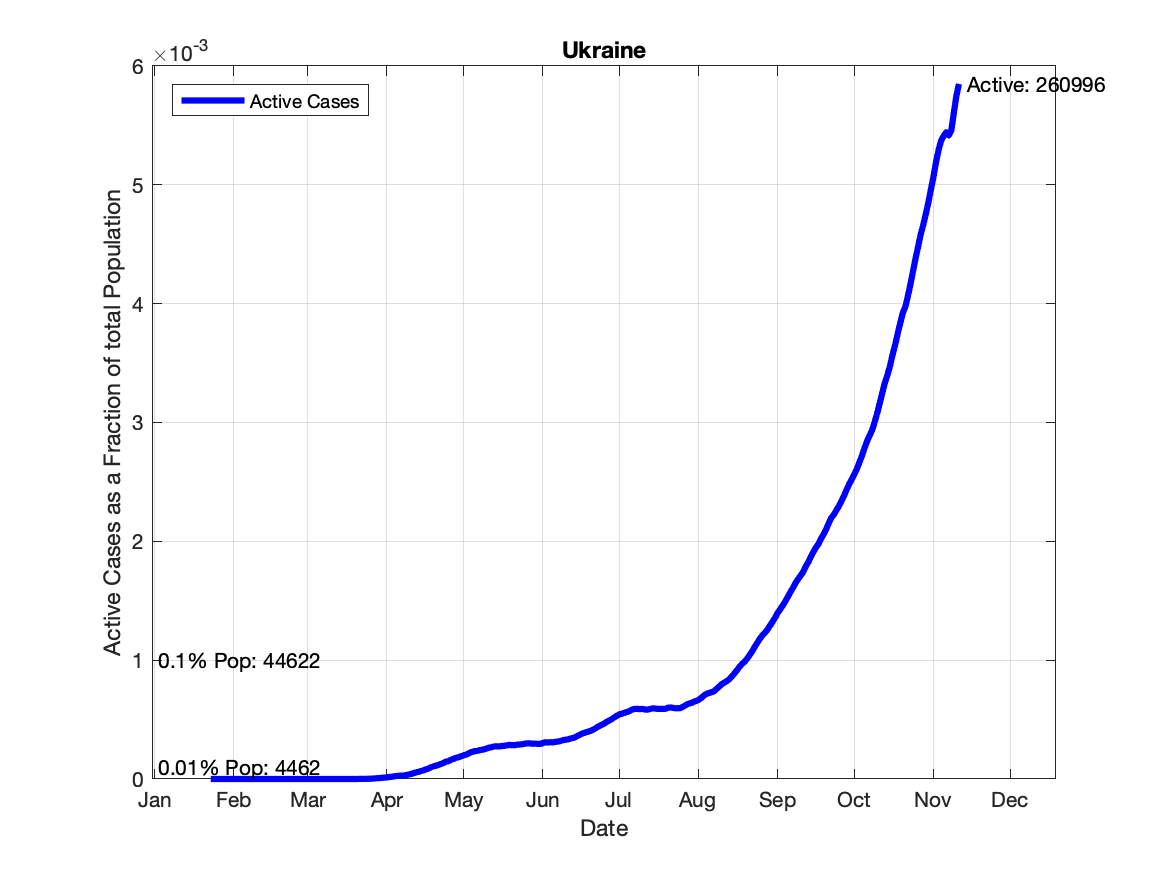 Ukraine
×10-3
6
5
4
3
2
1
0
Active Cases
Active: 260996
0.1% Pop: 44622
0.01% Pop: 4462
Active Cases as a Fraction of total Population
Jan Feb Mar Apr May Jun Jul Aug Sep Oct Nov Dec
Date